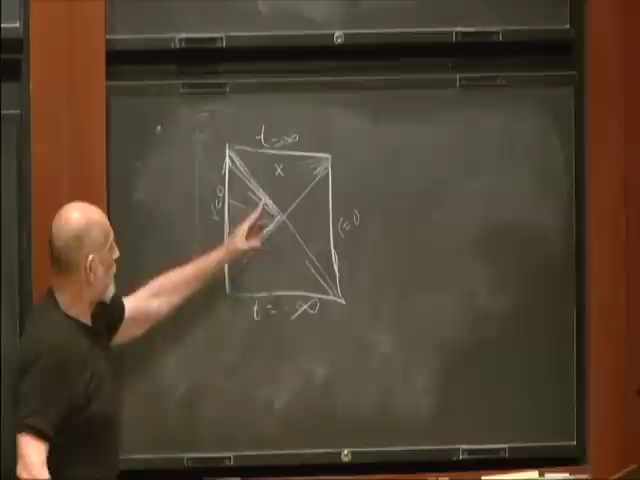 t=∞
x
r=0
r=0
t=-∞